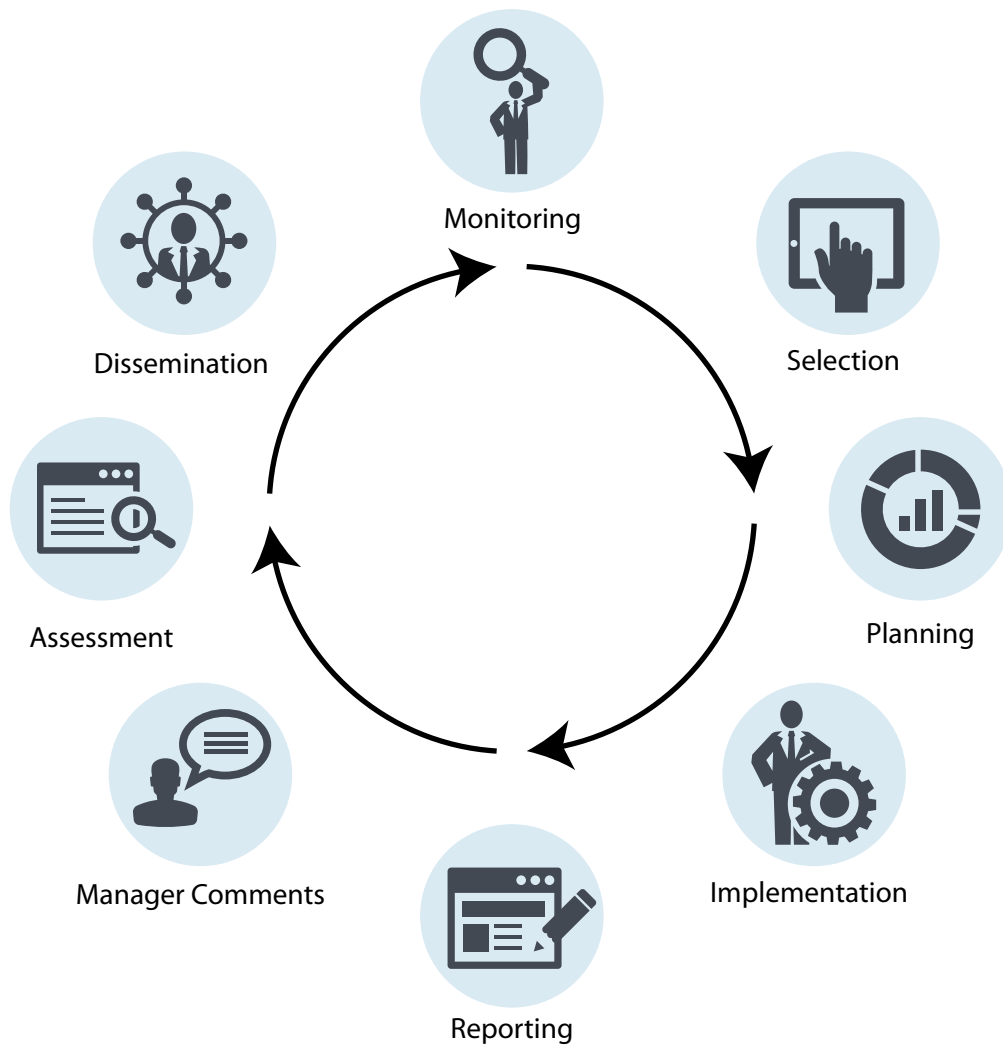 Monitoring
Selection
Planning
Implementation
Reporting
Manager Comments
Assessment
Dissemination